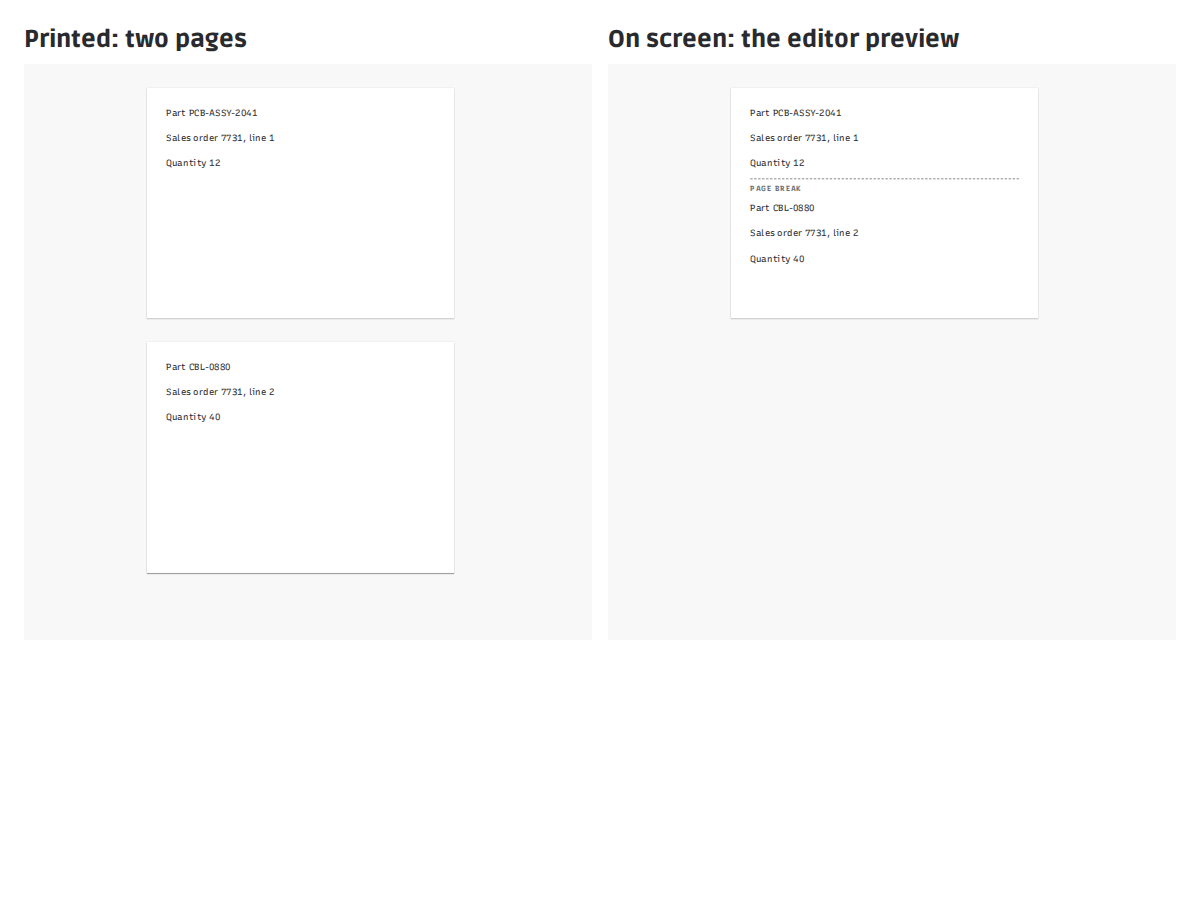 Printed: two pages
Part PCB-ASSY-2041
Sales order 7731, line 1
Quantity 12
Part CBL-0880
Sales order 7731, line 2
Quantity 40
On screen: the editor preview
Part PCB-ASSY-2041
Sales order 7731, line 1
Quantity 12
PAGE BREAK
Part CBL-0880
Sales order 7731, line 2
Quantity 40